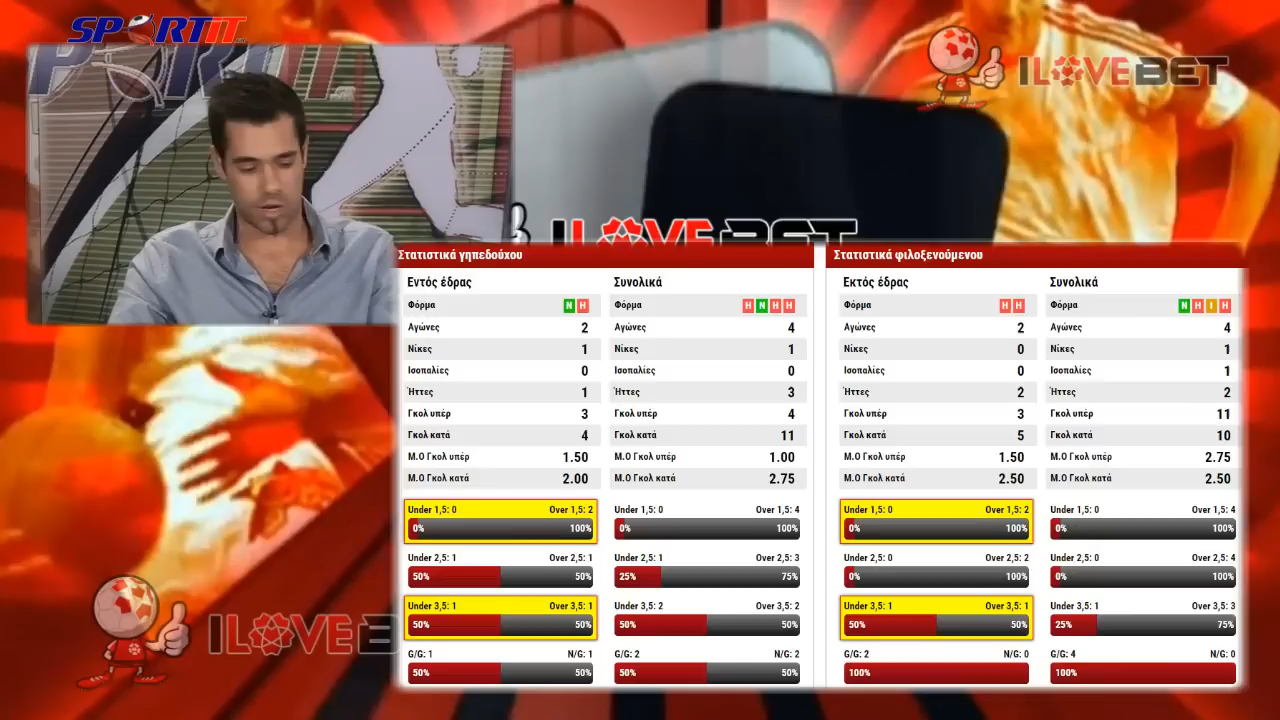 SPORTIT
ILOVEBET
ILOVEBET
Στατιστικά γηπεδούχου
Εντός έδρας
Φόρμα N H
Αγώνες 2
Νίκες 1
Ισοπαλίες 0
Ήττες 1
Γκολ υπέρ 3
Γκολ κατά 4
Μ.Ο Γκολ υπέρ 1.50
Μ.Ο Γκολ κατά 2.00
Under 1,5: 0 Over 1,5: 2
0% 100%
Under 2,5: 1 Over 2,5: 1
50% 50%
Under 3,5: 1 Over 3,5: 1
50% 50%
G/G: 1 N/G: 1
50% 50%
Συνολικά
Φόρμα H N H H
Αγώνες 4
Νίκες 1
Ισοπαλίες 0
Ήττες 3
Γκολ υπέρ 4
Γκολ κατά 11
Μ.Ο Γκολ υπέρ 1.00
Μ.Ο Γκολ κατά 2.75
Under 1,5: 0 Over 1,5: 4
0% 100%
Under 2,5: 1 Over 2,5: 3
25% 75%
Under 3,5: 2 Over 3,5: 2
50% 50%
G/G: 2 N/G: 2
50% 50%
Στατιστικά φιλοξενούμενου
Εκτός έδρας
Φόρμα H H
Αγώνες 2
Νίκες 0
Ισοπαλίες 0
Ήττες 2
Γκολ υπέρ 3
Γκολ κατά 5
Μ.Ο Γκολ υπέρ 1.50
Μ.Ο Γκολ κατά 2.50
Under 1,5: 0 Over 1,5: 2
0% 100%
Under 2,5: 0 Over 2,5: 2
0% 100%
Under 3,5: 1 Over 3,5: 1
50% 50%
G/G: 2 N/G: 0
100%
Συνολικά
Φόρμα N H I H
Αγώνες 4
Νίκες 1
Ισοπαλίες 1
Ήττες 2
Γκολ υπέρ 11
Γκολ κατά 10
Μ.Ο Γκολ υπέρ 2.75
Μ.Ο Γκολ κατά 2.50
Under 1,5: 0 Over 1,5: 4
0% 100%
Under 2,5: 0 Over 2,5: 4
0% 100%
Under 3,5: 1 Over 3,5: 3
25% 75%
G/G: 4 N/G: 0
100%
ILOVEB